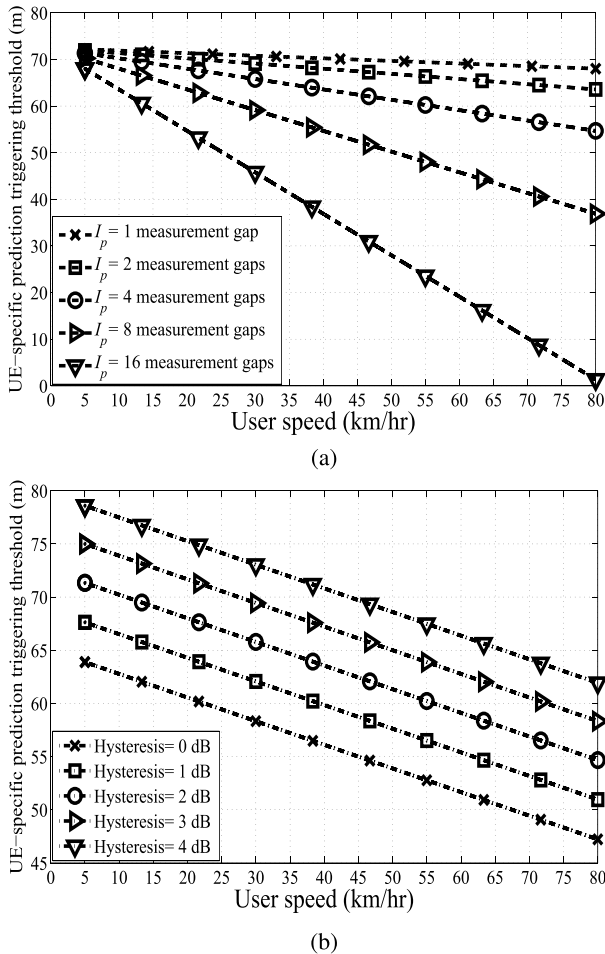 UE−specific prediction triggering threshold (m)
80
70
60
50
40
30
20
10
0
I_p = 1 measurement gap
I_p = 2 measurement gaps
I_p = 4 measurement gaps
I_p = 8 measurement gaps
I_p = 16 measurement gaps
0 5 10 15 20 25 30 35 40 45 50 55 60 65 70 75 80
User speed (km/hr)
(a)
UE−specific prediction triggering threshold (m)
80
75
70
65
60
55
50
45
Hysteresis= 0 dB
Hysteresis= 1 dB
Hysteresis= 2 dB
Hysteresis= 3 dB
Hysteresis= 4 dB
0 5 10 15 20 25 30 35 40 45 50 55 60 65 70 75 80
User speed (km/hr)
(b)